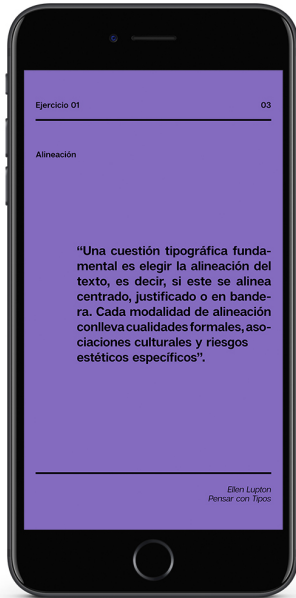 Ejercicio 01 03
Alineación
“Una cuestión tipográfica funda-
mental es elegir la alineación del
texto, es decir, si este se alinea
centrado, justificado o en bande-
ra. Cada modalidad de alineación
conlleva cualidades formales, aso-
ciaciones culturales y riesgos
estéticos específicos”.
Ellen Lupton
Pensar con Tipos